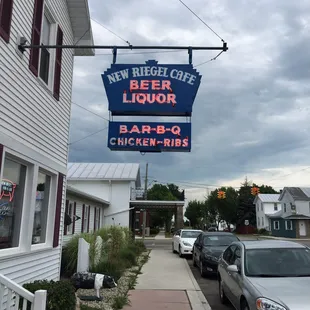 NEW RIEGEL CAFE
BEER
LIQUOR
BAR-B-Q
CHICKEN-RIBS